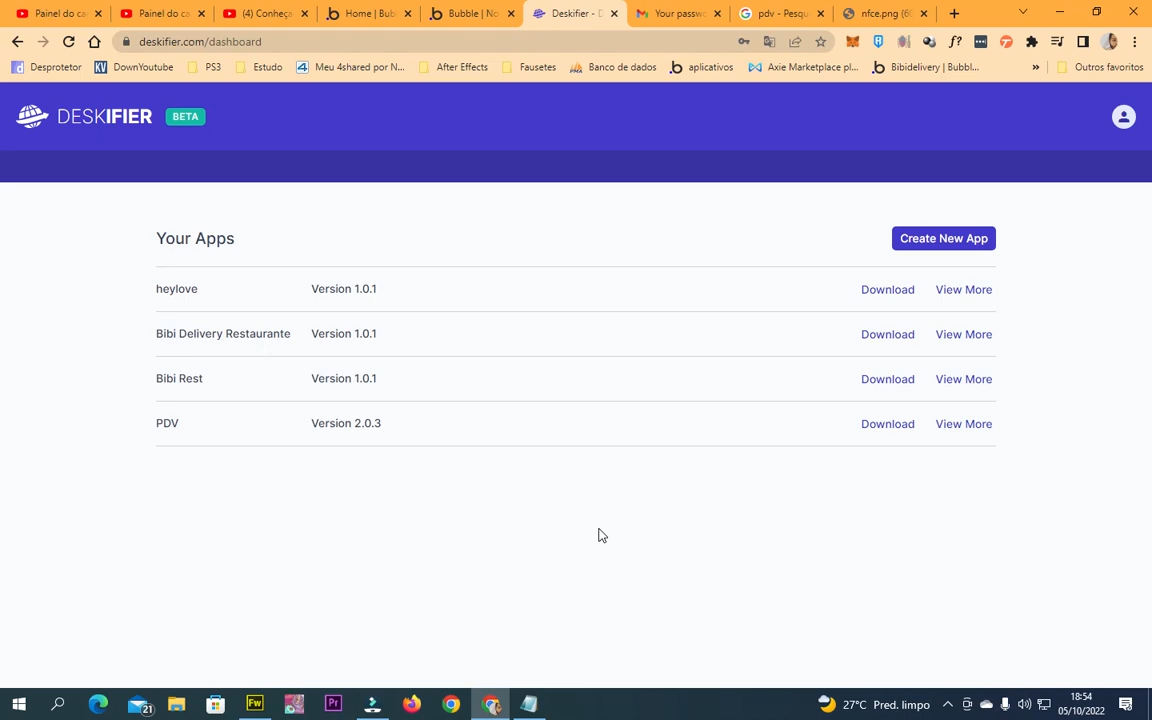 Painel do ca
Painel do ca
(4) Conheça
Home | Bub
Bubble | No
Deskifier - D
Your passwo
pdv - Pesqu
nfce.png (60
deskifier.com/dashboard
Desprotetor
DownYoutube
PS3
Estudo
Meu 4shared por N...
After Effects
Fausetes
Banco de dados
aplicativos
Axie Marketplace pl...
Bibidelivery | Bubbl...
»
Outros favoritos
DESKIFIER BETA
Your Apps
Create New App
heylove Version 1.0.1 Download View More
Bibi Delivery Restaurante Version 1.0.1 Download View More
Bibi Rest Version 1.0.1 Download View More
PDV Version 2.0.3 Download View More
21
Fw
Pr
27°C Pred. limpo
18:54
05/10/2022